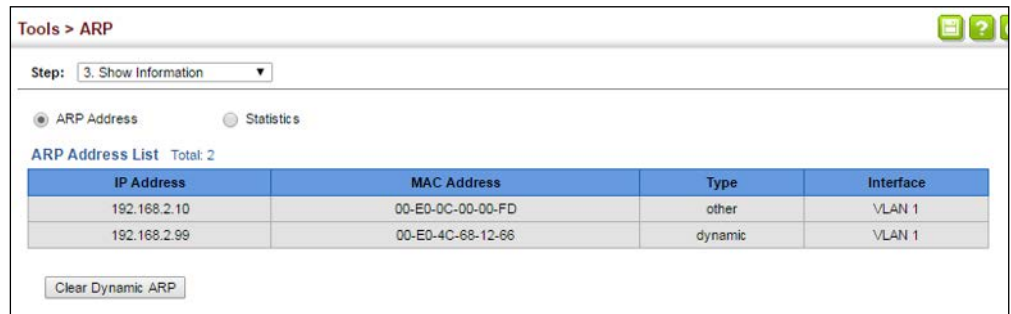 Tools > ARP
?
Step: 3. Show Information
ARP Address Statistics
ARP Address List Total: 2
IP Address MAC Address Type Interface
192.168.2.10 00-E0-0C-00-00-FD other VLAN 1
192.168.2.99 00-E0-4C-68-12-66 dynamic VLAN 1
Clear Dynamic ARP